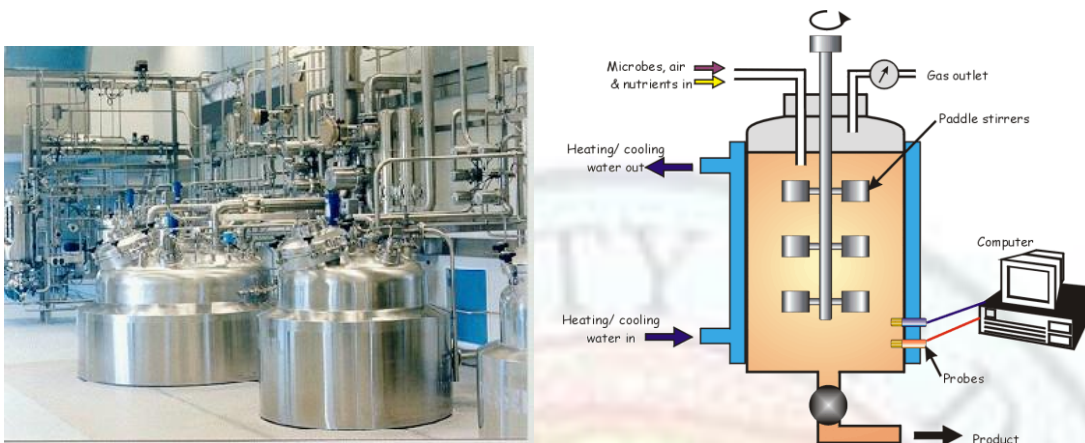 Microbes, air
& nutrients in
Gas outlet
Paddle stirrers
Heating/ cooling
water out
Computer
Heating/ cooling
water in
Probes
Product